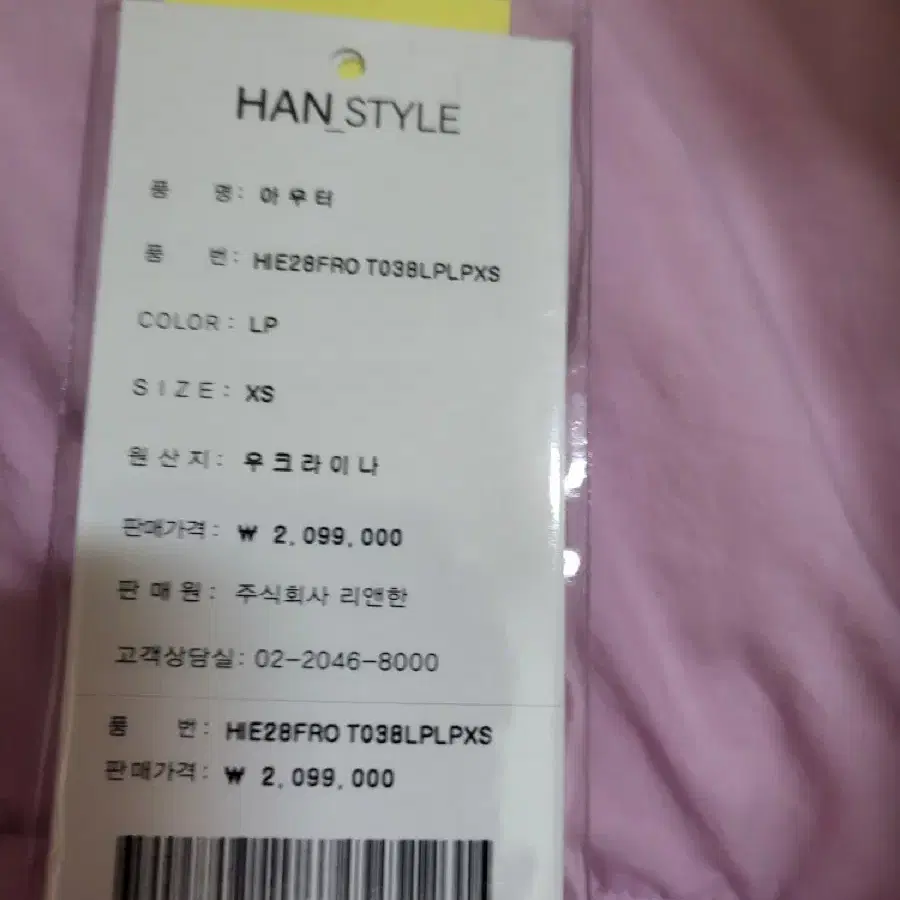 HAN_STYLE
품 명: 아우터
품 번: HIE28FRO T038LPLPXS
COLOR: LP
SIZE: XS
원산지: 우크라이나
판매가격: ₩ 2,099,000
판매원: 주식회사 리앤한
고객상담실: 02-2046-8000
품 번: HIE28FRO T038LPLPXS
판매가격: ₩ 2,099,000